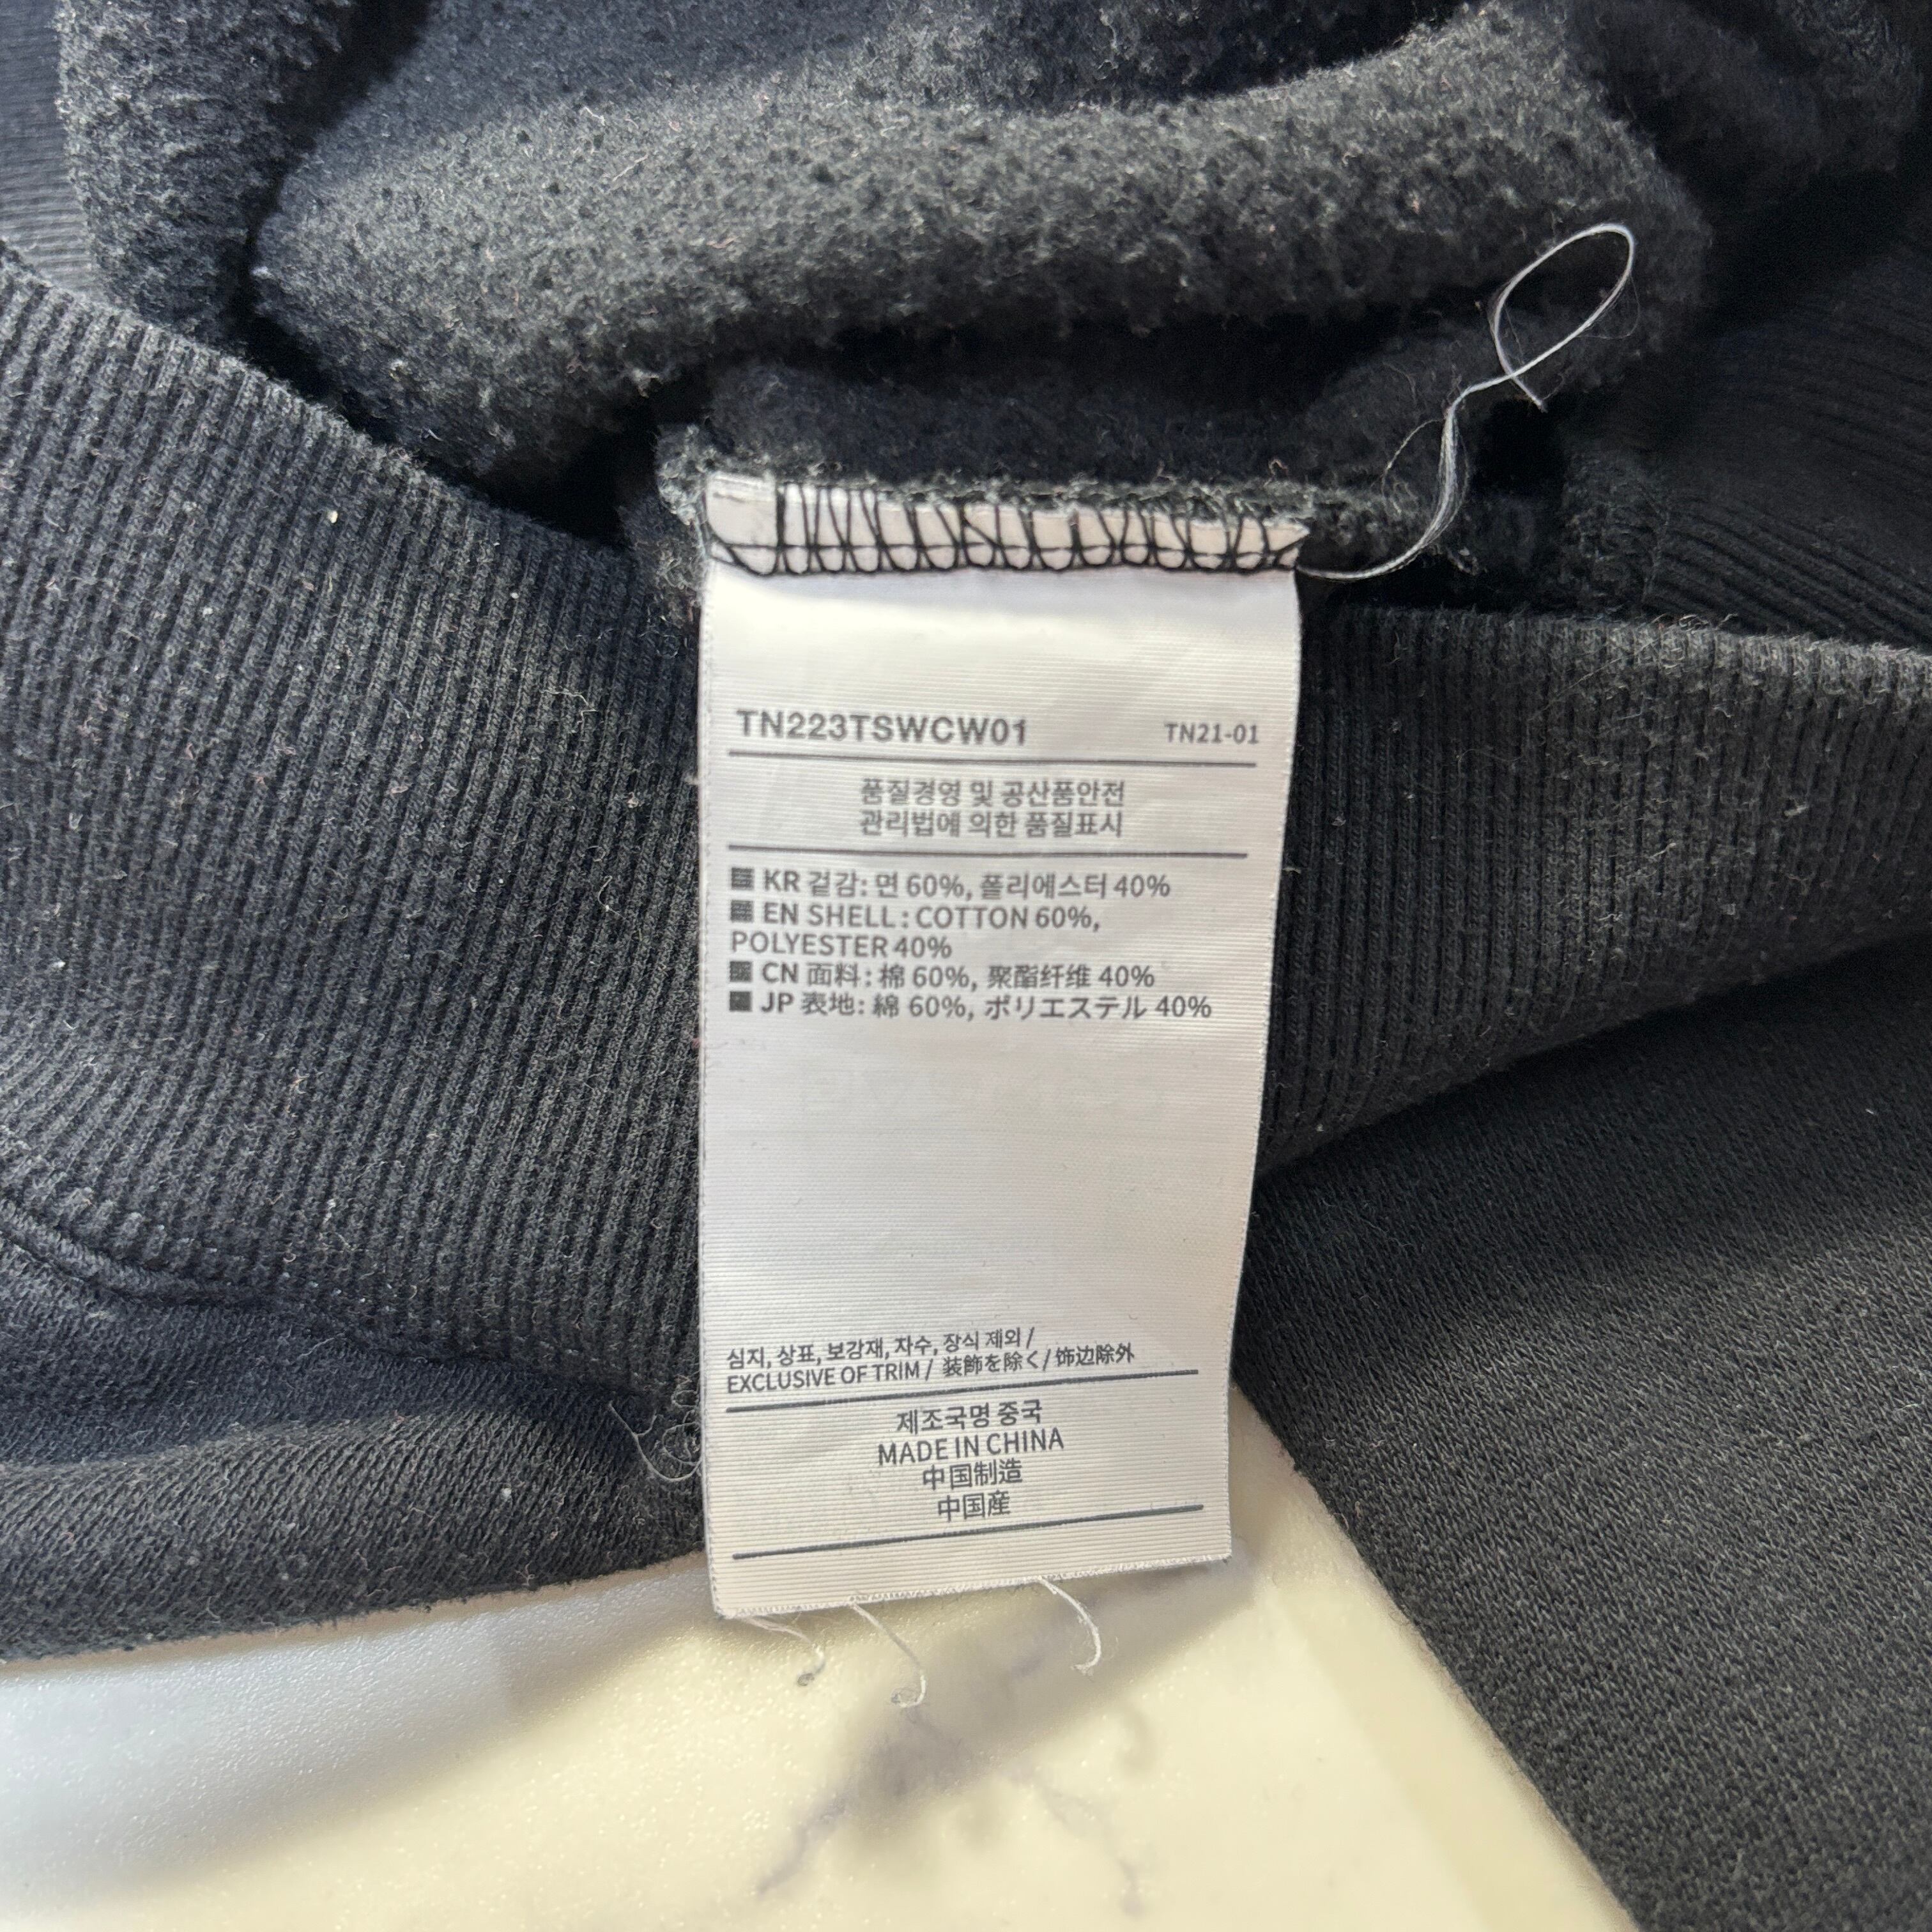 TN223TSWCW01 TN21-01
품질경영 및 공산품안전
관리법에 의한 품질표시
KR 겉감: 면 60%, 폴리에스터 40%
EN SHELL: COTTON 60%,
POLYESTER 40%
CN 面料: 棉 60%, 聚酯纤维 40%
JP 表地: 綿 60%, ポリエステル 40%
심지, 상표, 보강재, 자수, 장식 제외 /
EXCLUSIVE OF TRIM / 装飾を除く/ 饰边除外
제조국명 중국
MADE IN CHINA
中国制造
中国産